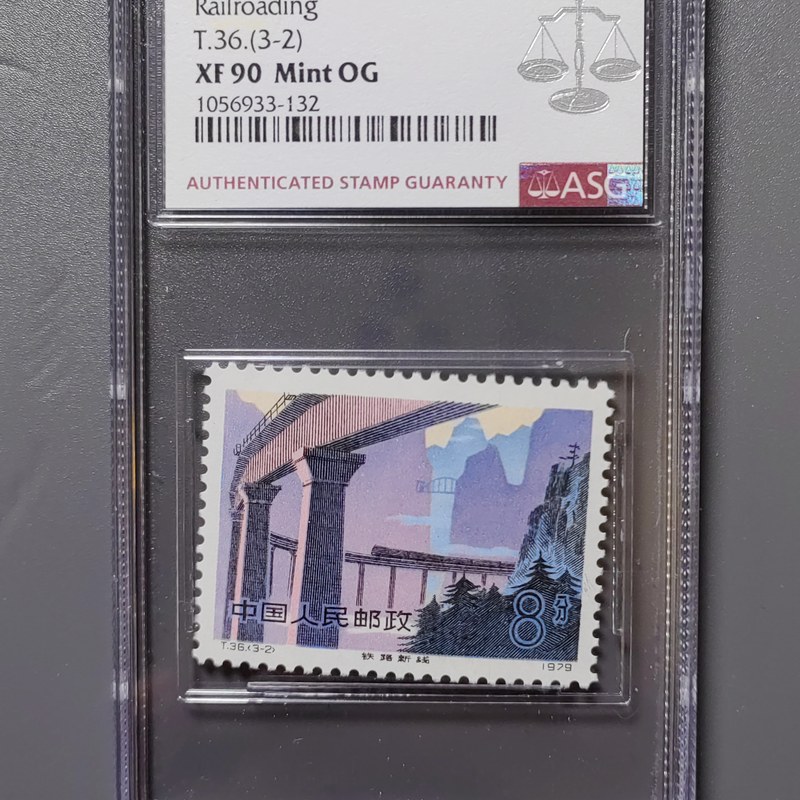 Railroading
T.36.(3-2)
XF 90 Mint OG
1056933-132
AUTHENTICATED STAMP GUARANTY
ASG
中国人民邮政
8分
T.36.(3-2)
铁路新线
1979